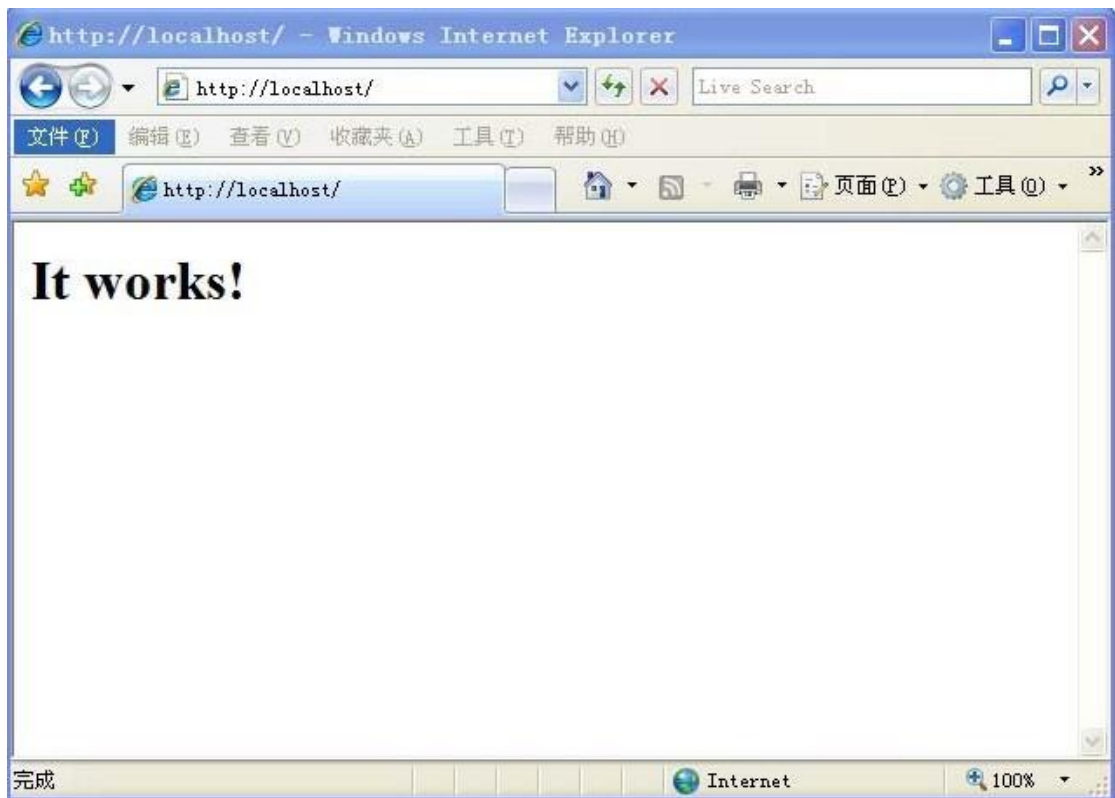 http://localhost/ - Windows Internet Explorer
http://localhost/ Live Search
文件(F) 编辑(E) 查看(V) 收藏夹(A) 工具(T) 帮助(H)
http://localhost/ 页面(P) 工具(O) »
It works!
完成 Internet 100%